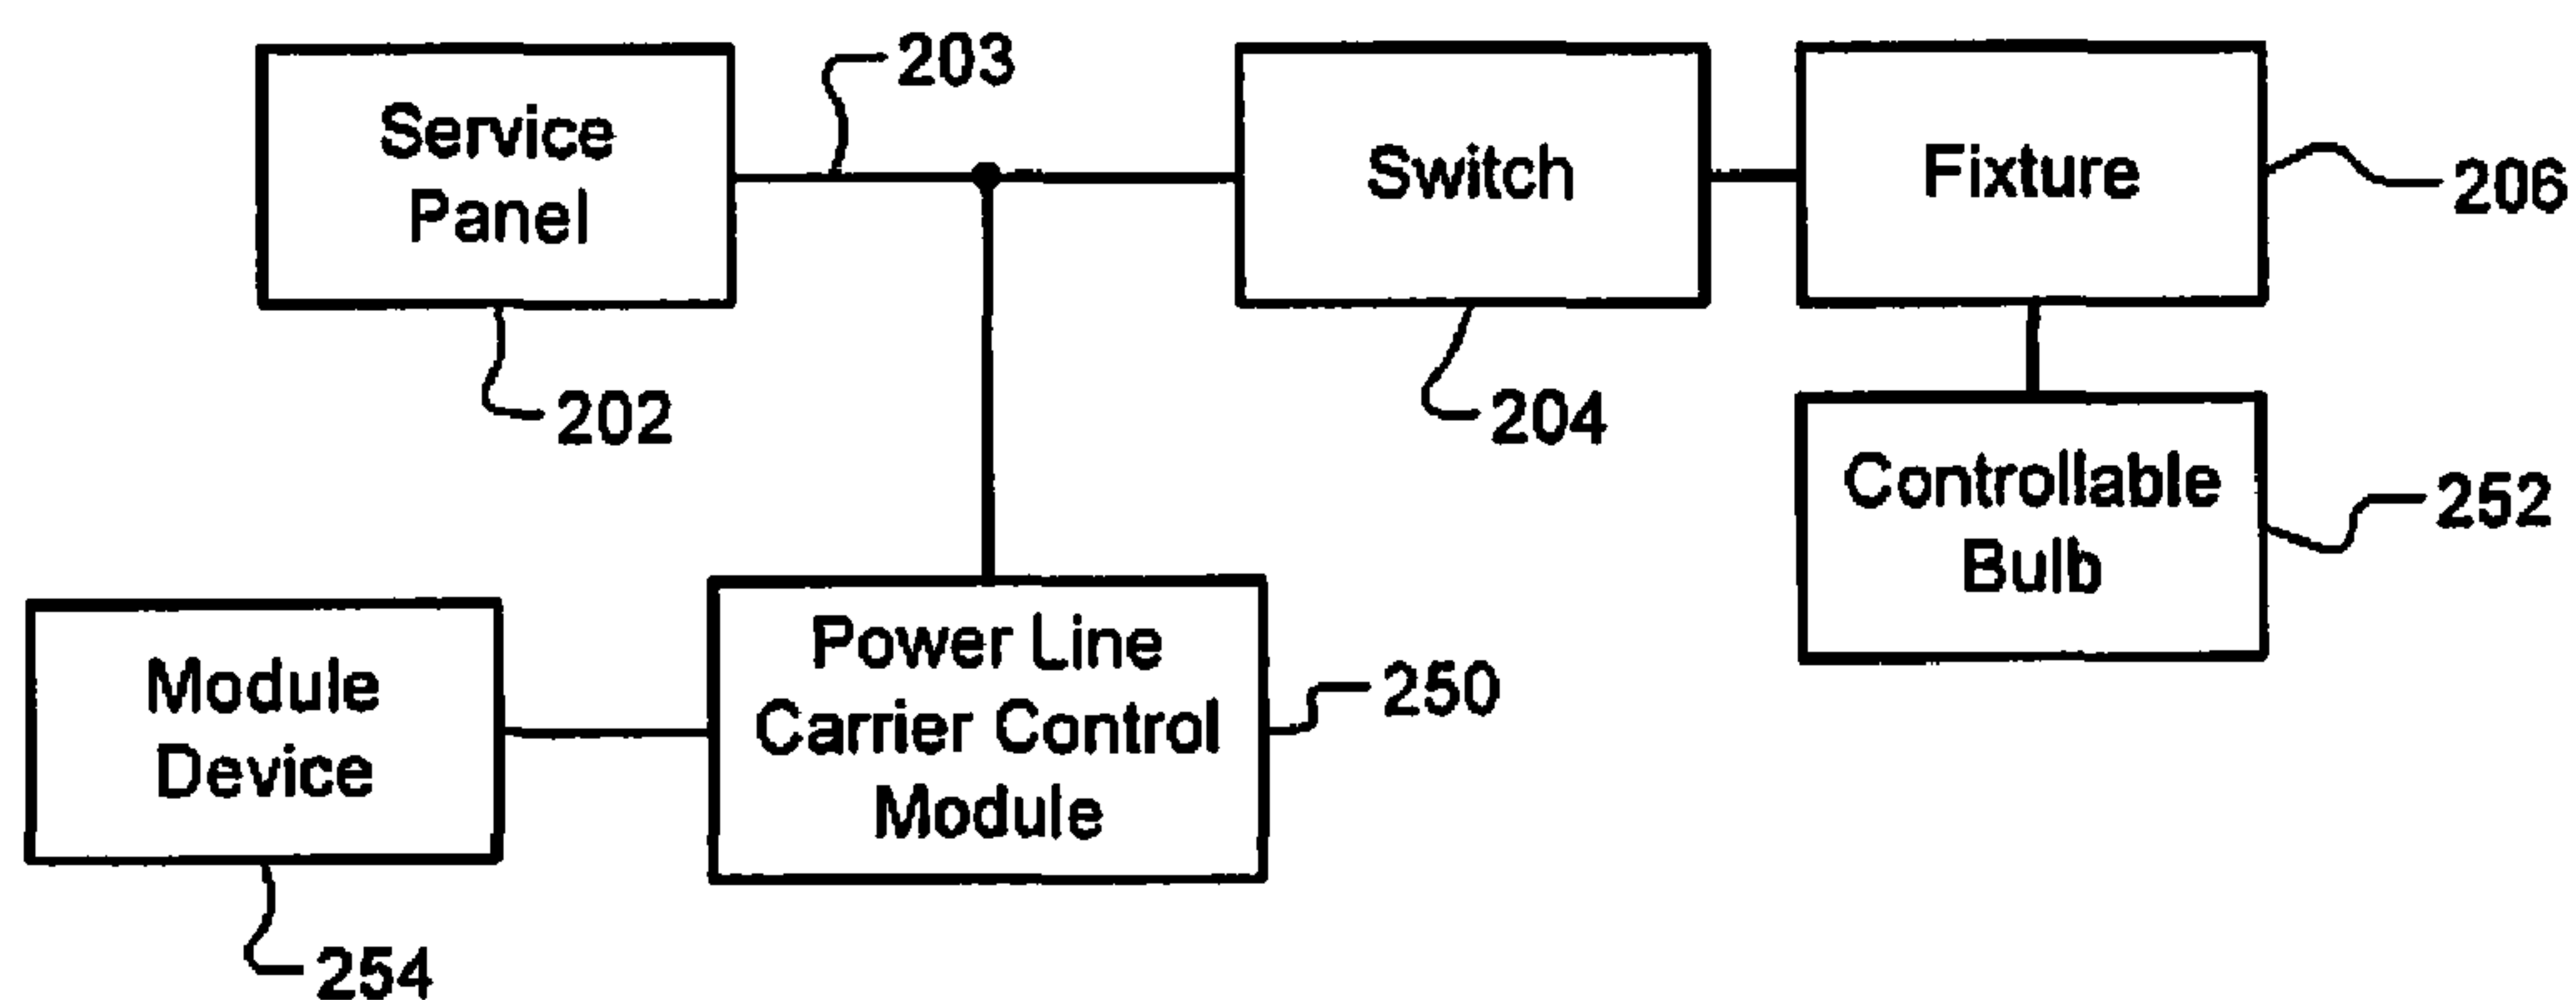 203
Service
Panel
Switch
Fixture
206
202
204
Controllable
Bulb
252
Power Line
Carrier Control
Module
250
Module
Device
254